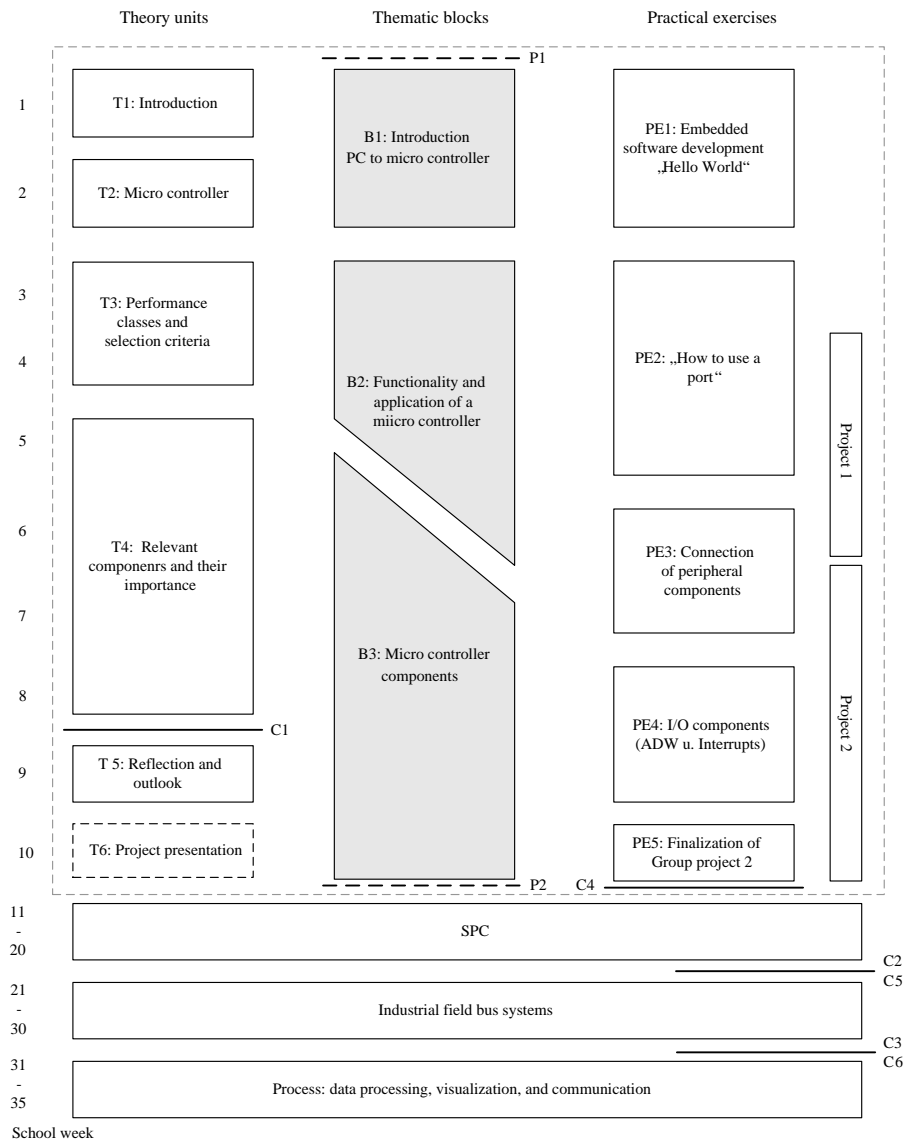 Theory units
Thematic blocks
Practical exercises
P1
1
T1: Introduction
B1: Introduction
PC to micro controller
PE1: Embedded
software development
„Hello World“
2
T2: Micro controller
3
T3: Performance
classes and
selection criteria
4
B2: Functionality and
application of a
miicro controller
PE2: „How to use a
port“
Project 1
5
6
T4: Relevant
componenrs and their
importance
PE3: Connection
of peripheral
components
7
B3: Micro controller
components
8
PE4: I/O components
(ADW u. Interrupts)
Project 2
C1
9
T 5: Reflection and
outlook
10
T6: Project presentation
PE5: Finalization of
Group project 2
P2
C4
11
-
20
SPC
C2
C5
21
-
30
Industrial field bus systems
C3
C6
31
-
35
Process: data processing, visualization, and communication
School week